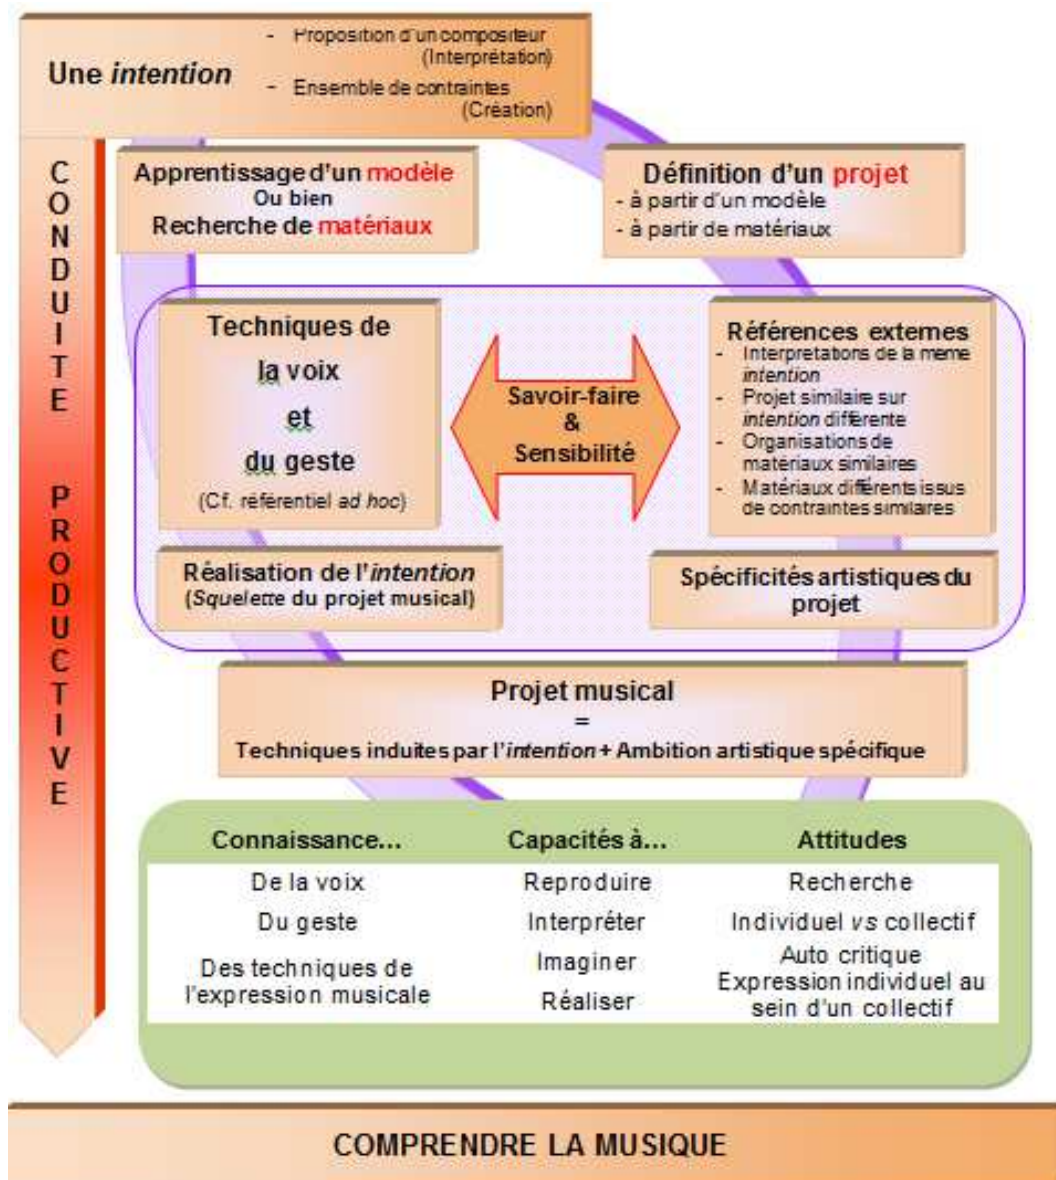 Une intention
- Proposition d'un compositeur
(Interprétation)
- Ensemble de contraintes
(Création)
CONDUITE PRODUCTIVE
Apprentissage d'un modèle
Ou bien
Recherche de matériaux
Définition d'un projet
- à partir d'un modèle
- à partir de matériaux
Techniques de
la voix
et
du geste
(Cf. référentiel ad hoc)
Savoir-faire
&
Sensibilité
Références externes
- Interpretations de la meme
intention
- Projet similaire sur
intention différente
- Organisations de
matériaux similaires
- Matériaux différents issus
de contraintes similaires
Réalisation de l'intention
(Squelette du projet musical)
Spécificités artistiques du
projet
Projet musical
=
Techniques induites par l'intention + Ambition artistique spécifique
Connaissance... Capacités à... Attitudes
De la voix Reproduire Recherche
Du geste Interpréter Individuel vs collectif
Des techniques de
l'expression musicale
Imaginer
Réaliser
Auto critique
Expression individuel au
sein d'un collectif
COMPRENDRE LA MUSIQUE